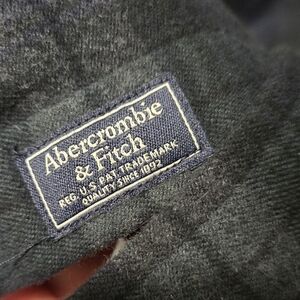 Abercrombie
& Fitch
REG. U.S. PAT. TRADEMARK
QUALITY SINCE 1892